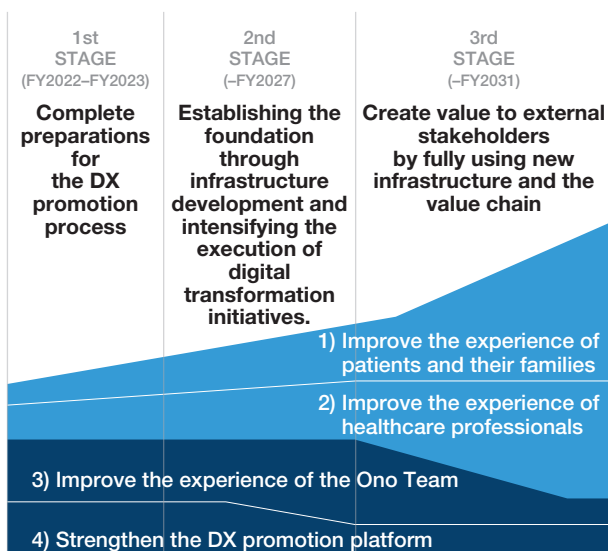 1st
STAGE
(FY2022–FY2023)
Complete
preparations
for
the DX
promotion
process
2nd
STAGE
(–FY2027)
Establishing the
foundation
through
infrastructure
development and
intensifying the
execution of
digital
transformation
initiatives.
3rd
STAGE
(–FY2031)
Create value to external
stakeholders
by fully using new
infrastructure and the
value chain
1) Improve the experience of
patients and their families
2) Improve the experience of
healthcare professionals
3) Improve the experience of the Ono Team
4) Strengthen the DX promotion platform